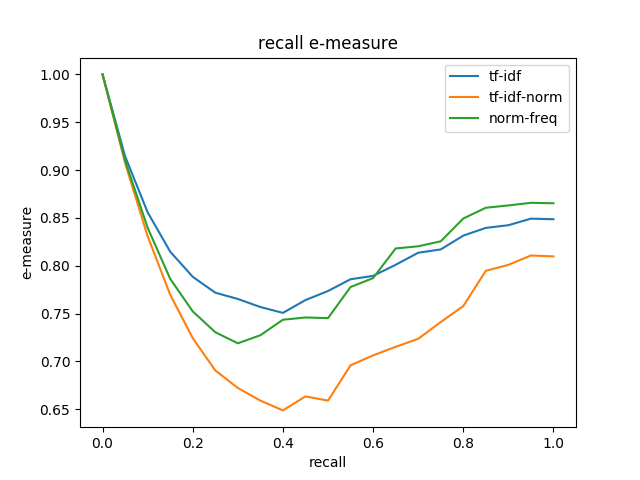 recall e-measure
tf-idf
tf-idf-norm
norm-freq
e-measure
1.00
0.95
0.90
0.85
0.80
0.75
0.70
0.65
0.0
0.2
0.4
0.6
0.8
1.0
recall